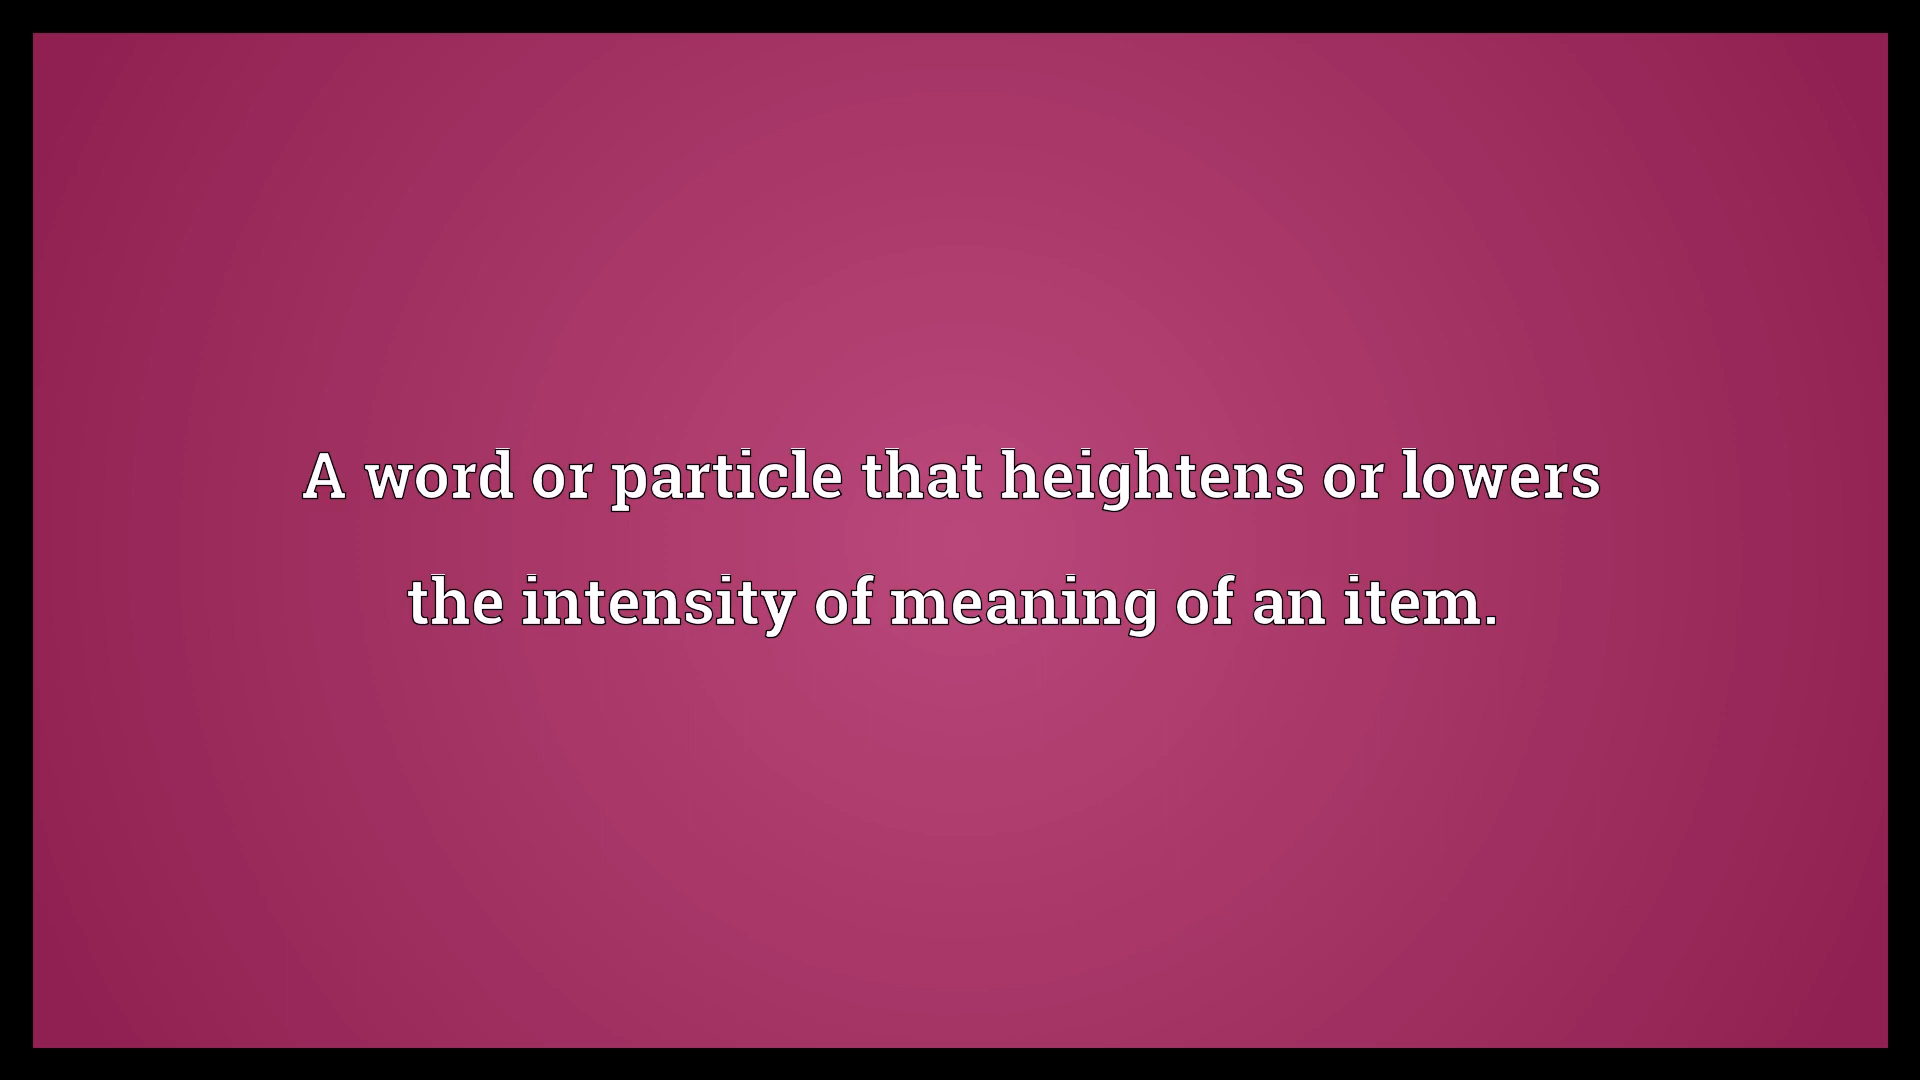 A word or particle that heightens or lowers
the intensity of meaning of an item.